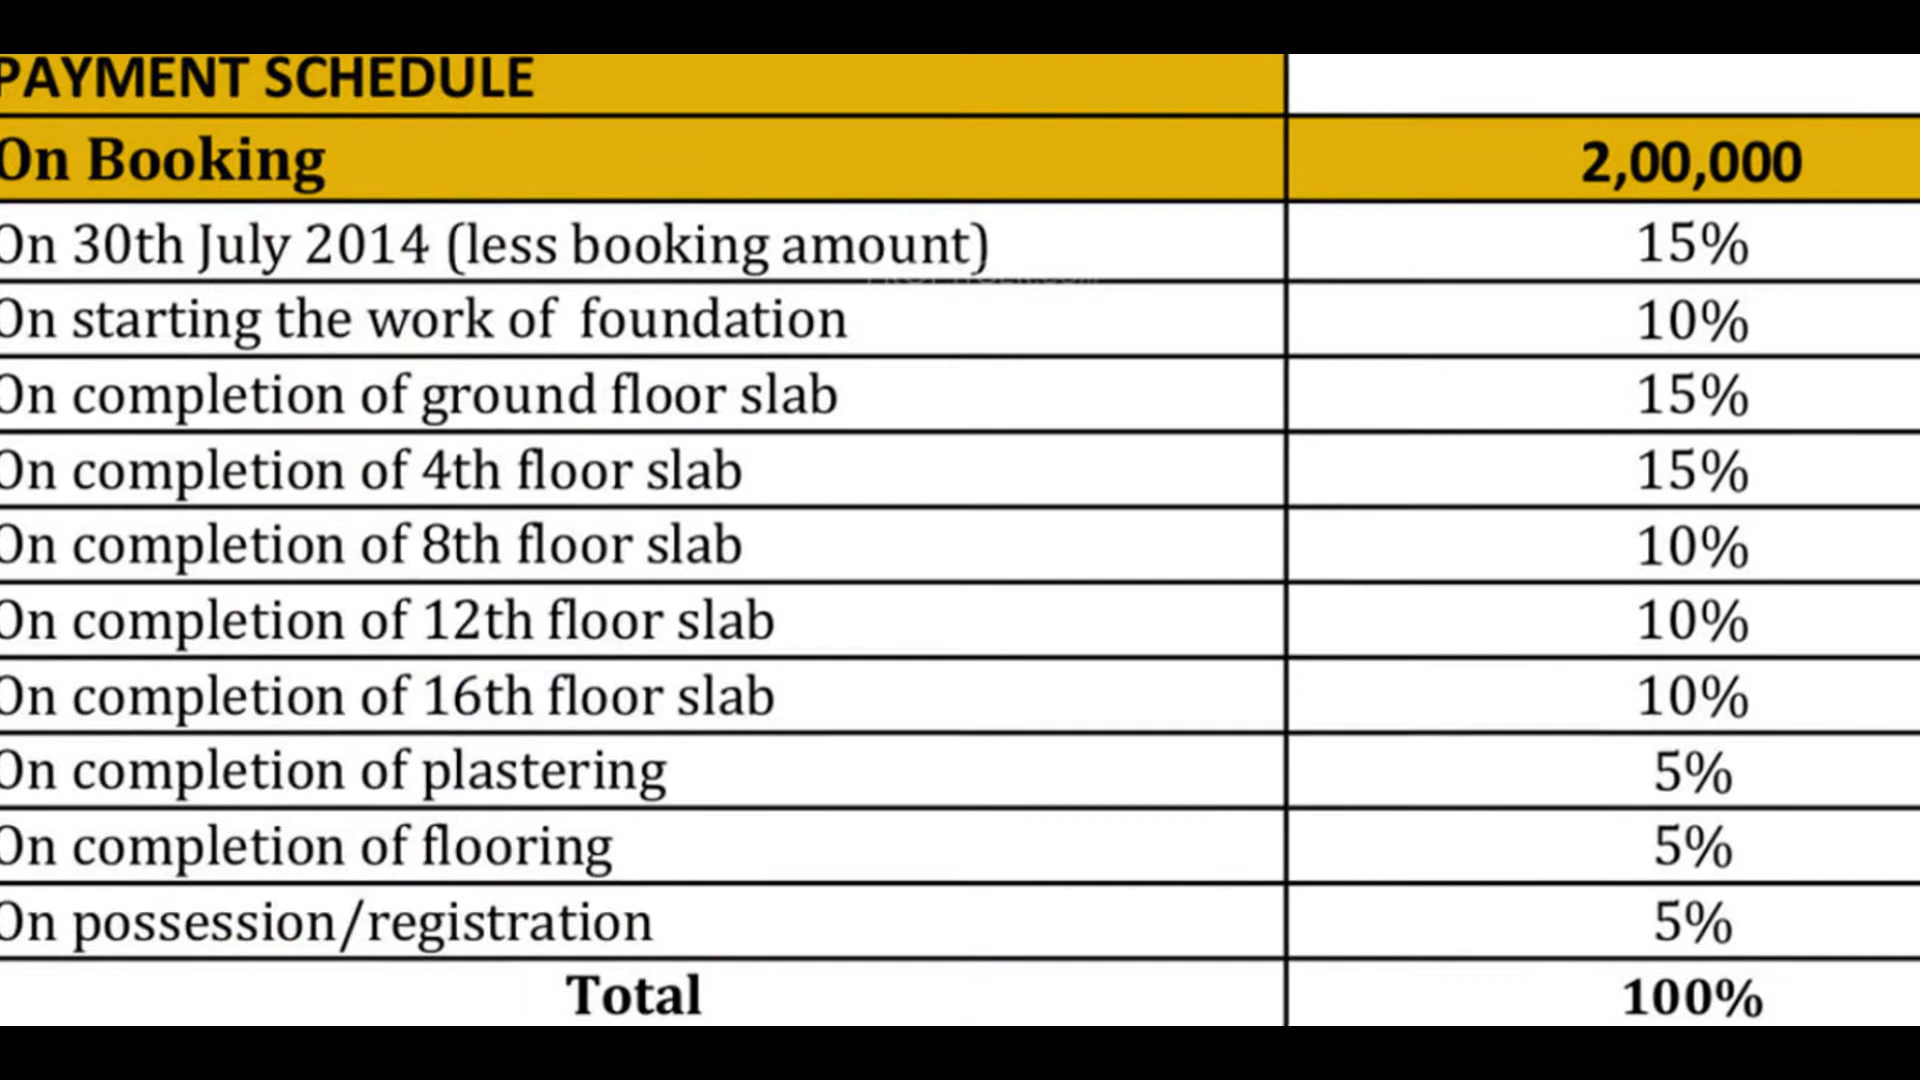 PAYMENT SCHEDULE
On Booking 2,00,000
On 30th July 2014 (less booking amount) 15%
On starting the work of foundation 10%
On completion of ground floor slab 15%
On completion of 4th floor slab 15%
On completion of 8th floor slab 10%
On completion of 12th floor slab 10%
On completion of 16th floor slab 10%
On completion of plastering 5%
On completion of flooring 5%
On possession/registration 5%
Total 100%